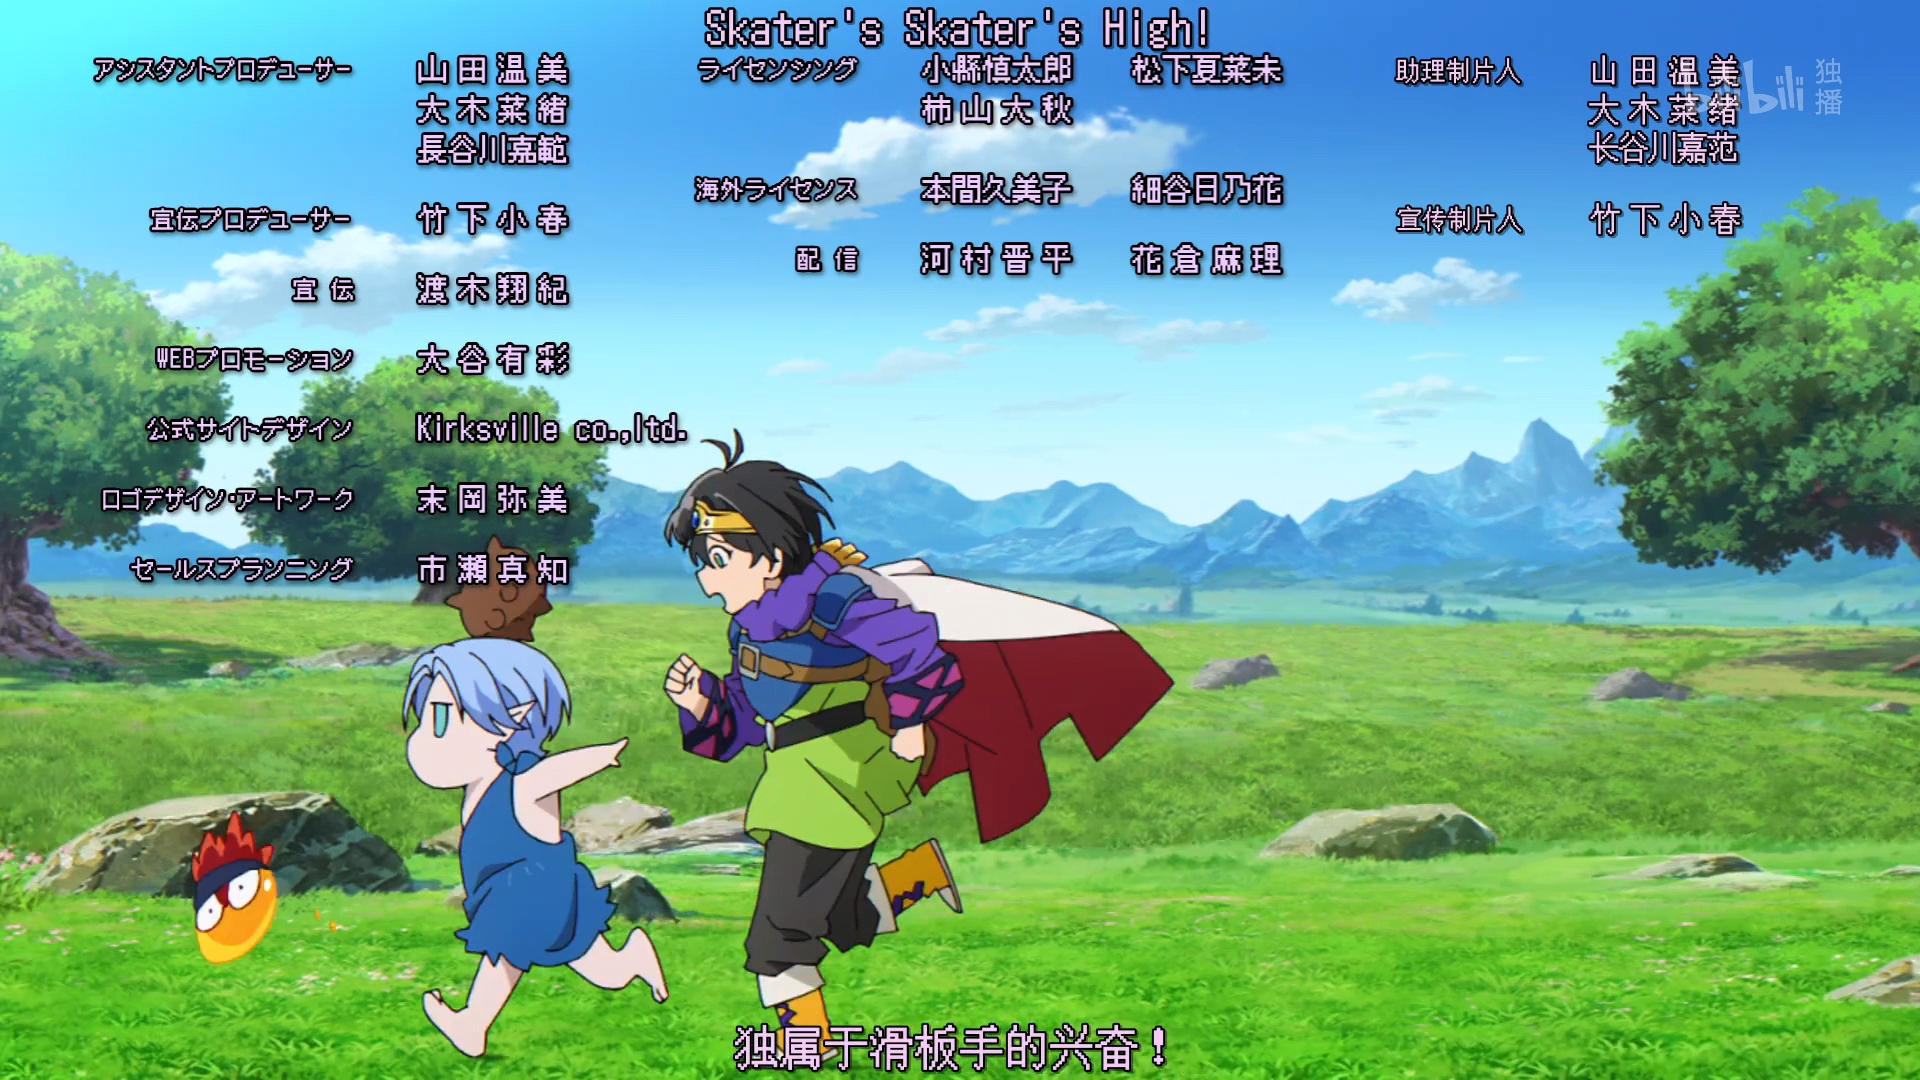 Skater's Skater's High!
アシスタントプロデューサー 山田温美
大木菜緒
長谷川嘉範
宣伝プロデューサー 竹下小春
宣伝 渡木翔紀
WEBプロモーション 大谷有彩
公式サイトデザイン Kirksville co.,ltd.
ロゴデザイン・アートワーク 末岡弥美
セールスプランニング 市瀬真知
ライセンシング 小縣慎太郎 松下夏菜未
柿山大秋
海外ライセンス 本間久美子 細谷日乃花
配信 河村晋平 花倉麻理
助理制片人 山田温美
大木菜绪
长谷川嘉范
宣传制片人 竹下小春
bilibili 独播
独属于滑板手的兴奋！